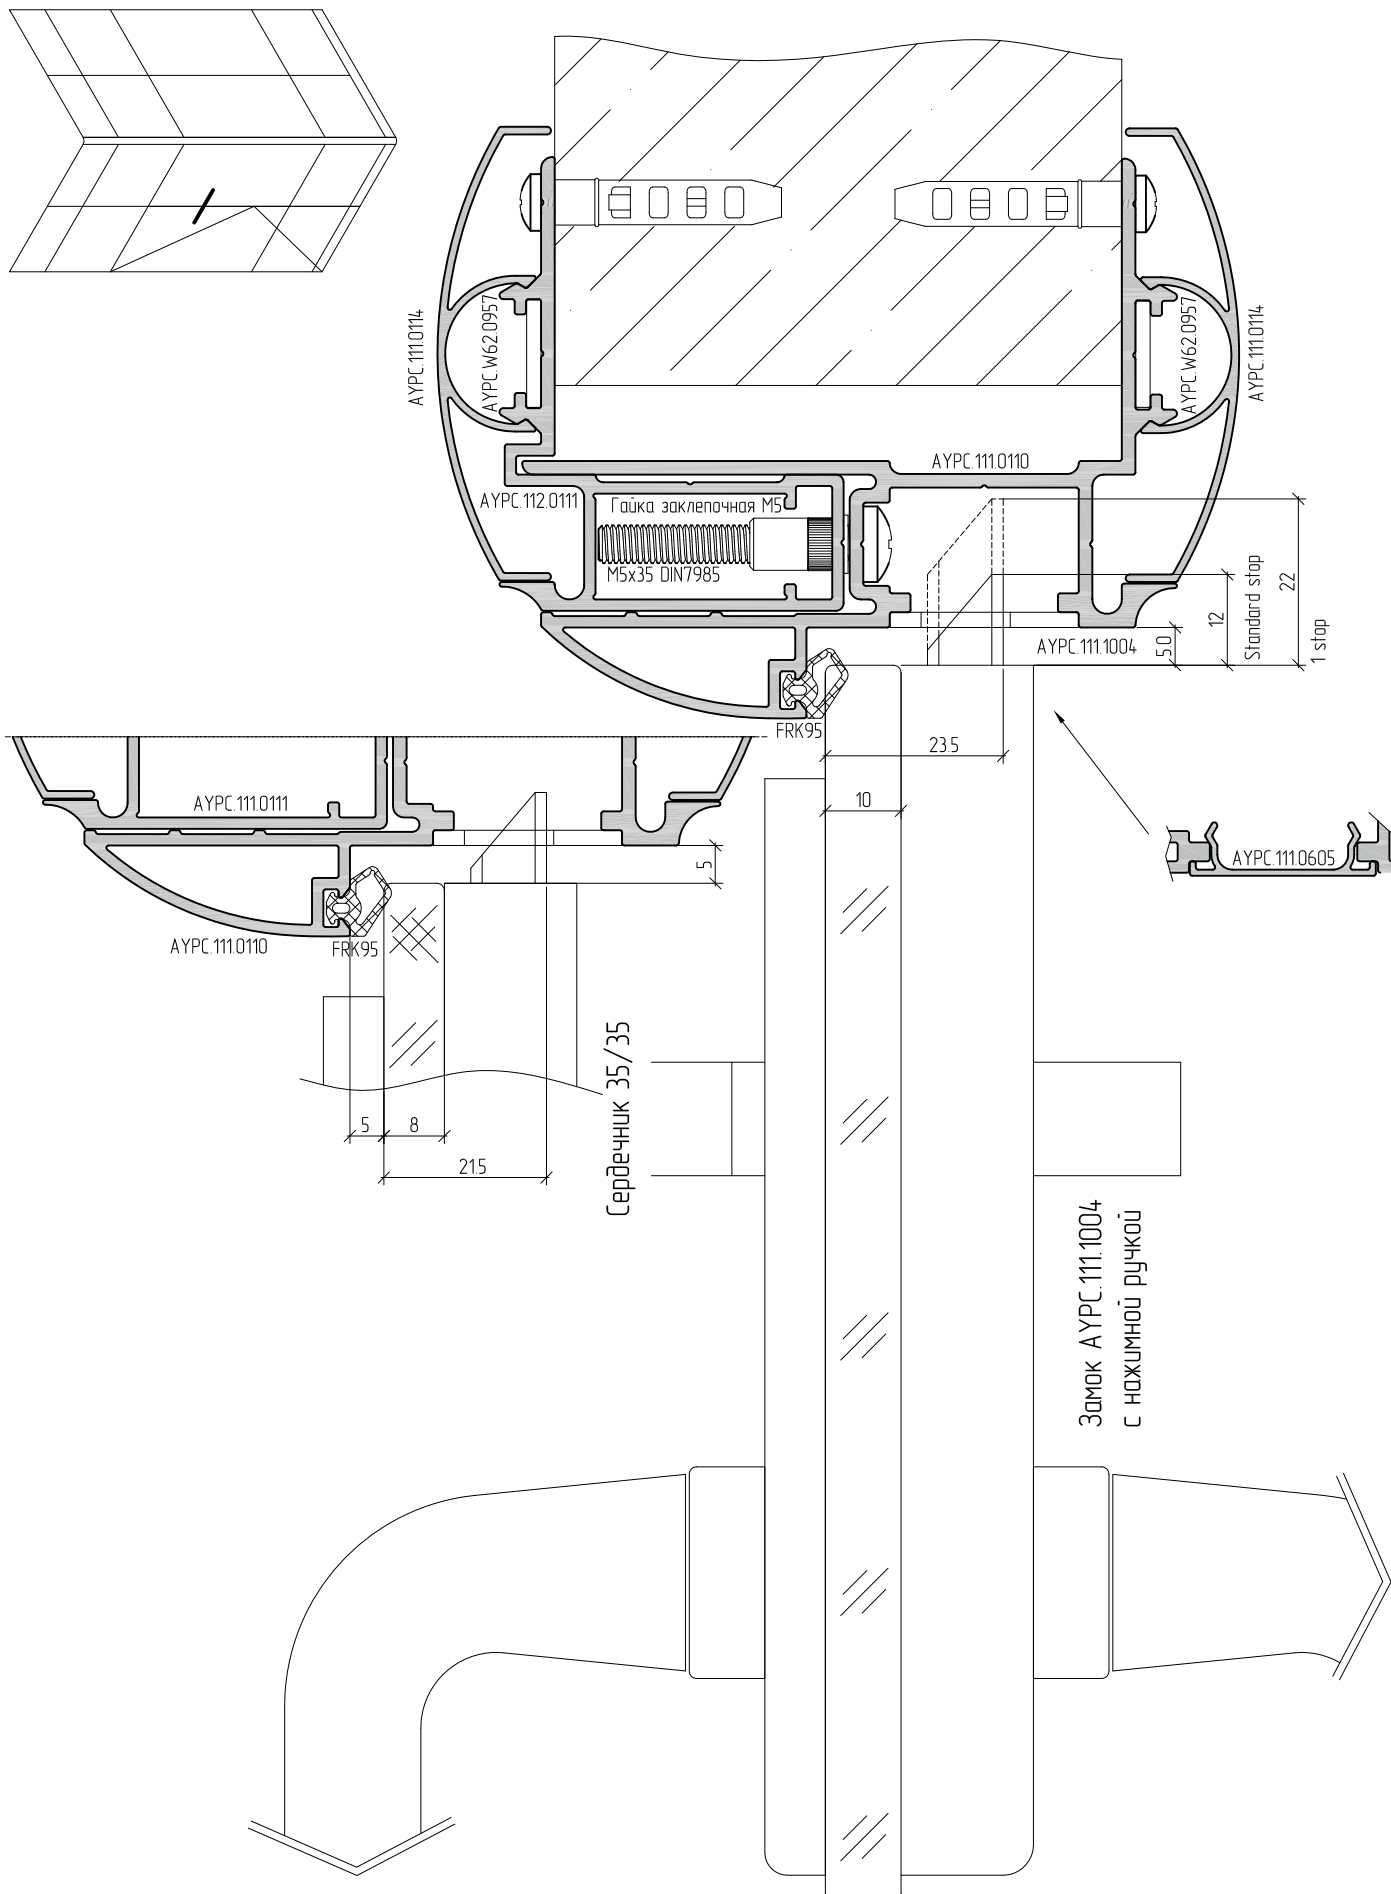 AYPC.111.0114
AYPC.W62.0957
AYPC.W62.0957
AYPC.111.0114
AYPC.111.0110
AYPC.112.0111
Гайка заклепочная М5
M5x35 DIN7985
AYPC.111.1004
5.0
12
Standard stop
22
1 stop
FRK95
23.5
10
AYPC.111.0111
5
AYPC.111.0110
FRK95
AYPC.111.0605
5
8
21.5
Сердечник 35/35
Замок AYPC.111.1004
с нажимной ручкой